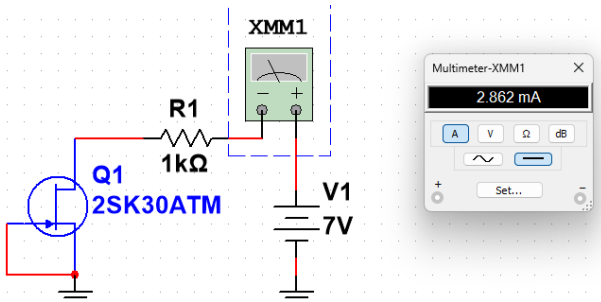 XMM1
R1
1kΩ
Q1
2SK30ATM
V1
7V
Multimeter-XMM1
2.862 mA
A V Ω dB
Set...